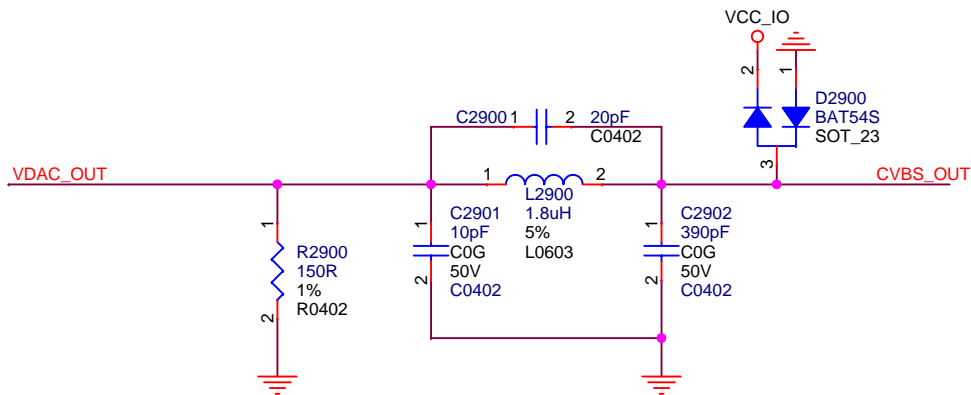 VCC_IO
2
1
D2900
BAT54S
SOT_23
3
C2900 1 2 20pF
C0402
VDAC_OUT
CVBS_OUT
1 2
L2900
1.8uH
5%
L0603
1
C2901
10pF
C0G
50V
2
C0402
1
C2902
390pF
C0G
50V
2
C0402
1
R2900
150R
1%
2
R0402